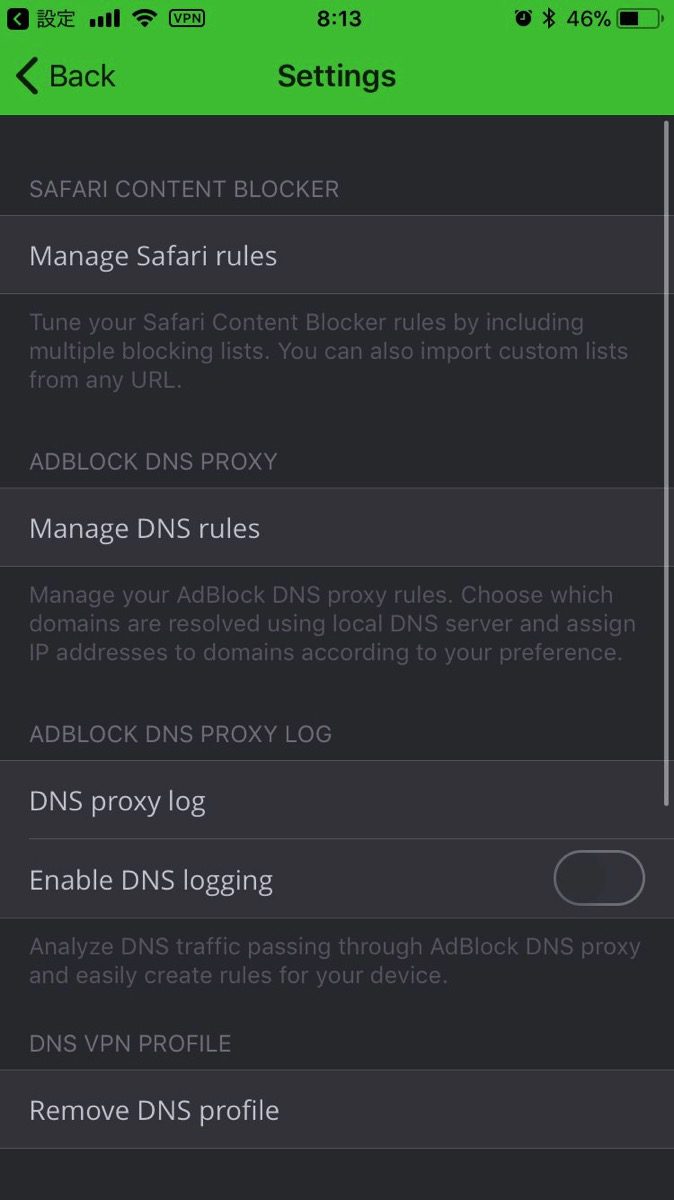 設定 VPN 8:13 46%
Back Settings
SAFARI CONTENT BLOCKER
Manage Safari rules
Tune your Safari Content Blocker rules by including
multiple blocking lists. You can also import custom lists
from any URL.
ADBLOCK DNS PROXY
Manage DNS rules
Manage your AdBlock DNS proxy rules. Choose which
domains are resolved using local DNS server and assign
IP addresses to domains according to your preference.
ADBLOCK DNS PROXY LOG
DNS proxy log
Enable DNS logging
Analyze DNS traffic passing through AdBlock DNS proxy
and easily create rules for your device.
DNS VPN PROFILE
Remove DNS profile